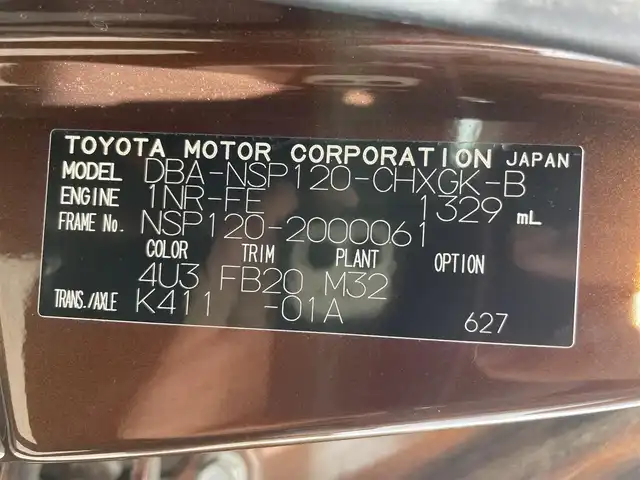 TOYOTA MOTOR CORPORATION JAPAN
MODEL DBA-NSP120-CHXGK-B
ENGINE 1NR-FE 1329 mL
FRAME No. NSP120-2000061
COLOR TRIM PLANT OPTION
4U3 FB20 M32
TRANS./AXLE K411 -01A 627